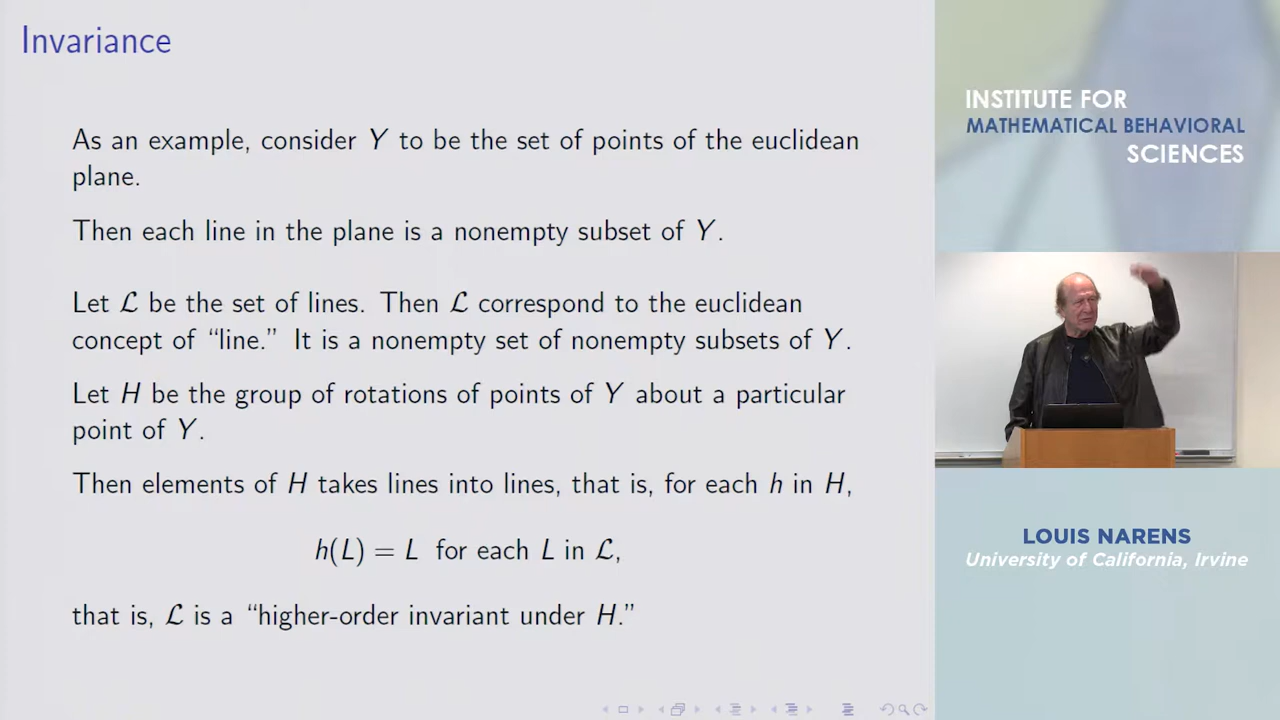 Invariance
As an example, consider Y to be the set of points of the euclidean
plane.
Then each line in the plane is a nonempty subset of Y.
Let ℒ be the set of lines. Then ℒ correspond to the euclidean
concept of “line.” It is a nonempty set of nonempty subsets of Y.
Let H be the group of rotations of points of Y about a particular
point of Y.
Then elements of H takes lines into lines, that is, for each h in H,
h(L) = L for each L in ℒ,
that is, ℒ is a “higher-order invariant under H.”
INSTITUTE FOR
MATHEMATICAL BEHAVIORAL
SCIENCES
LOUIS NARENS
University of California, Irvine